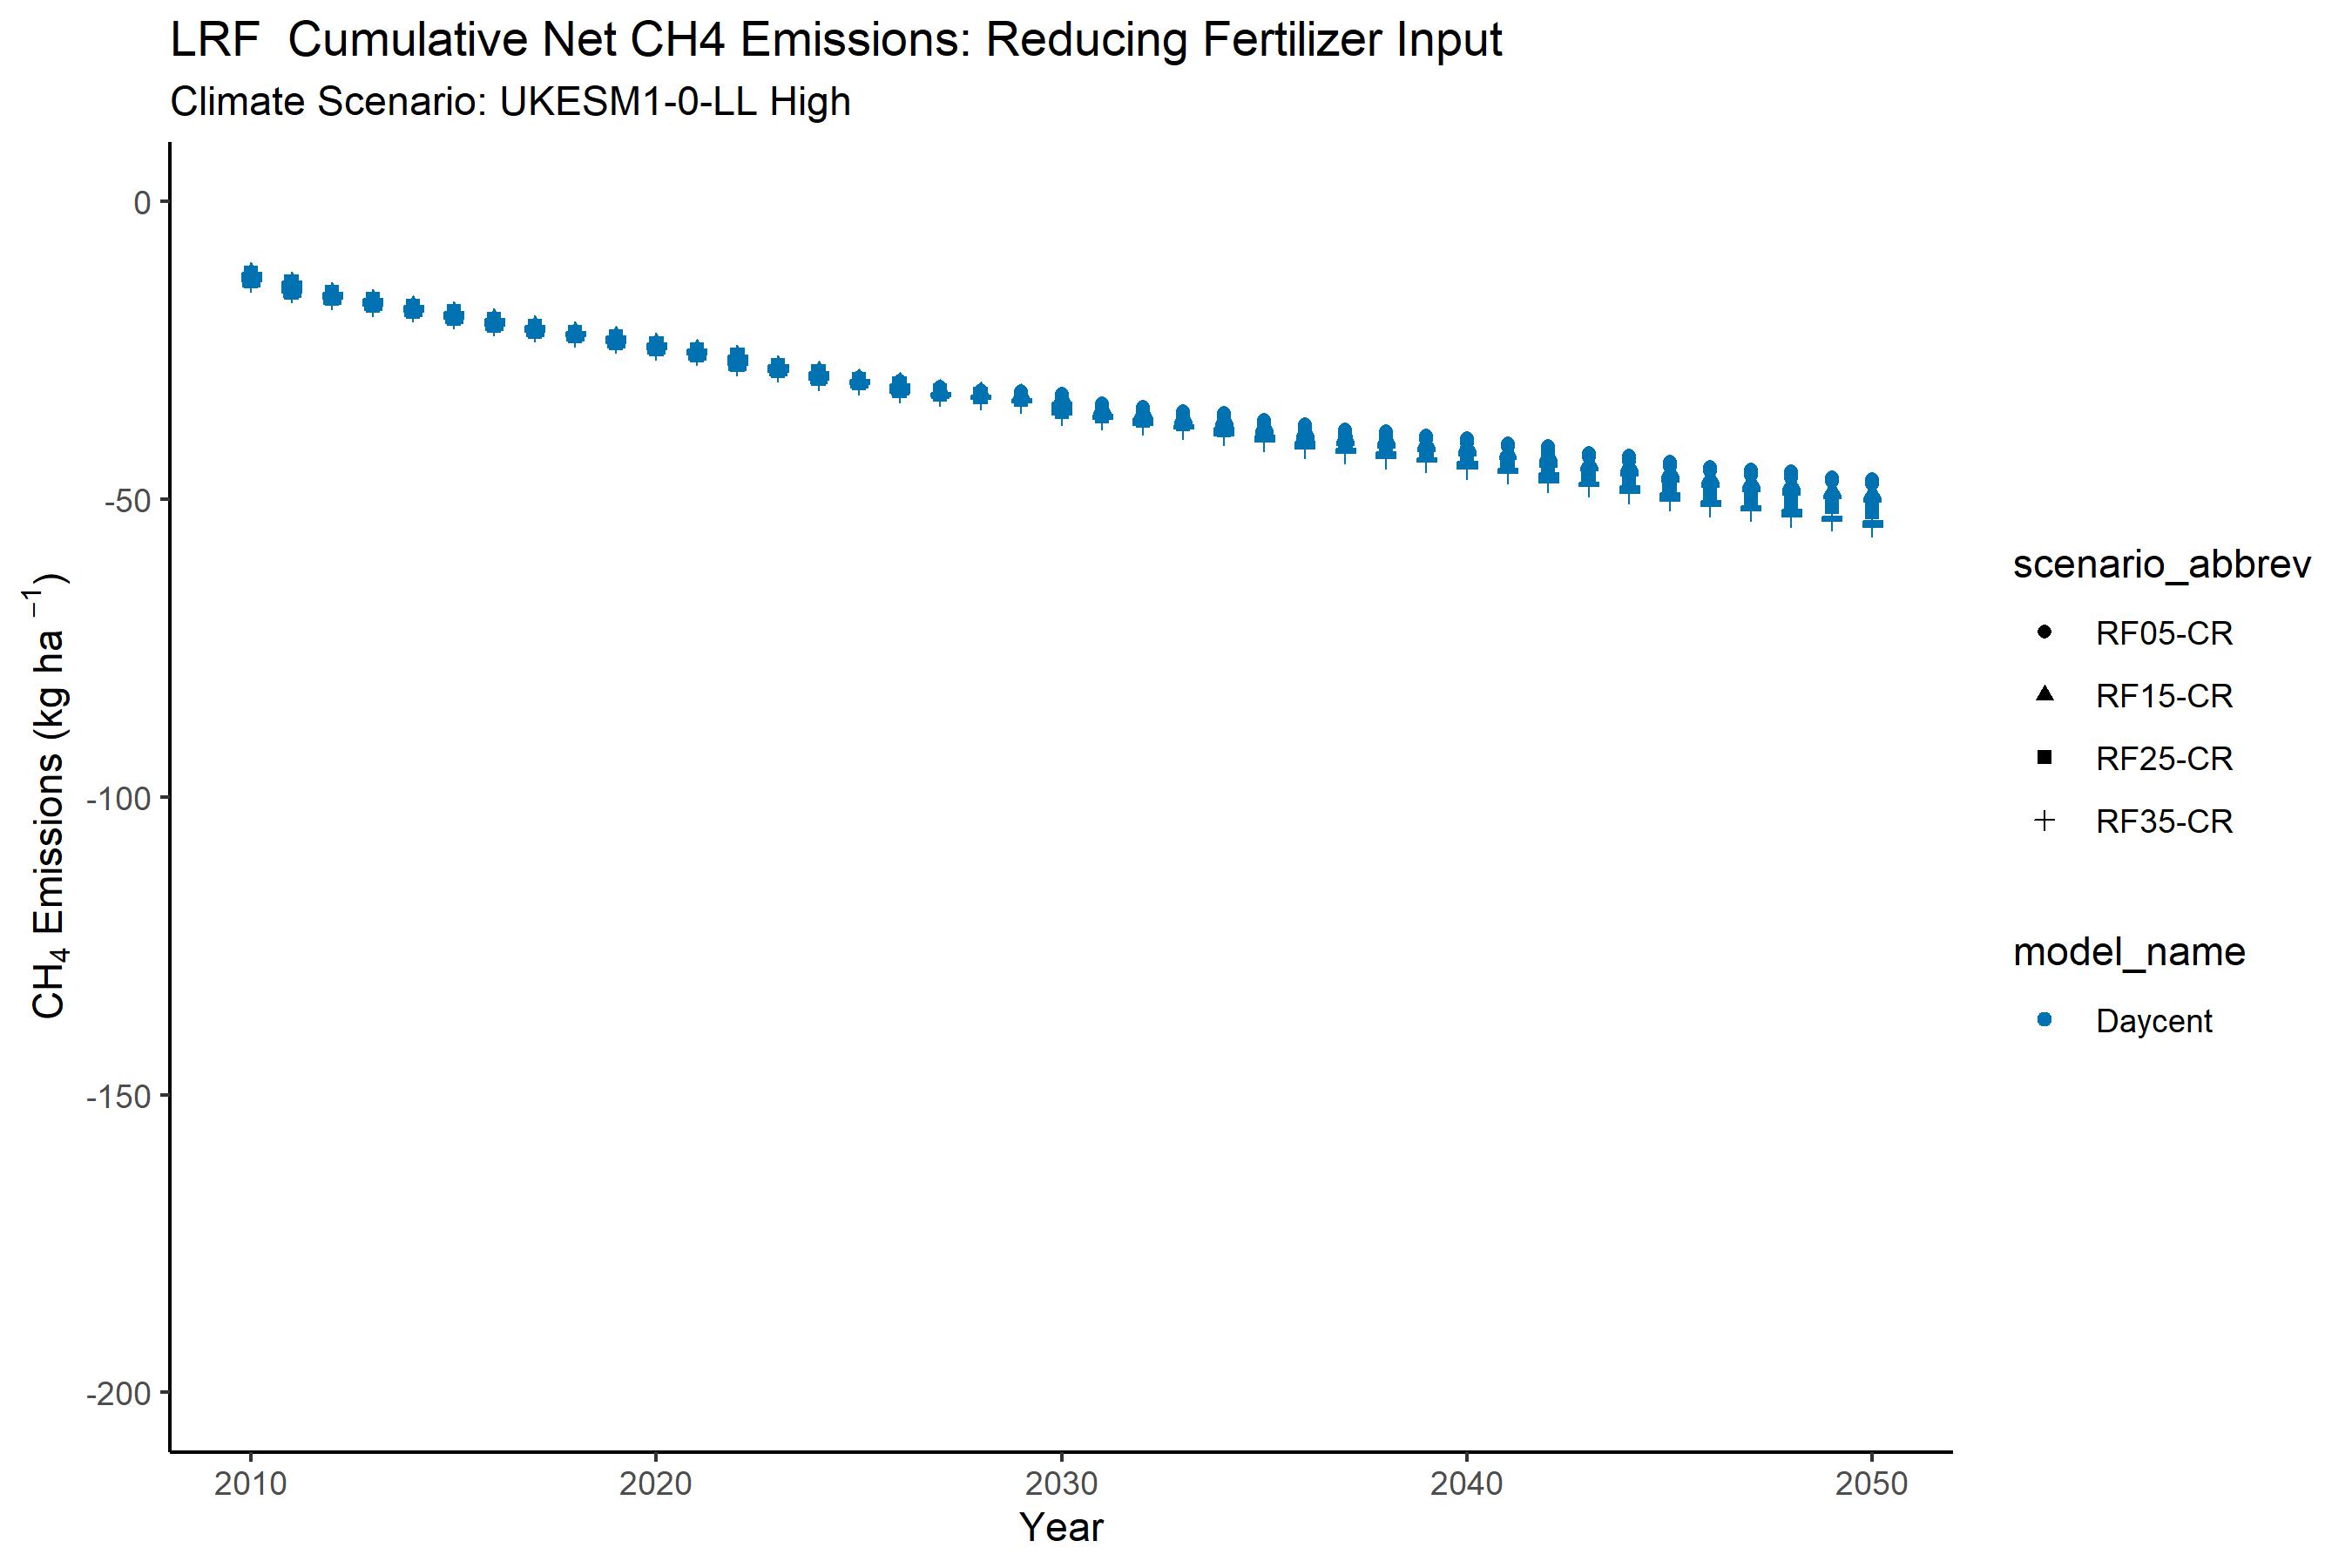 LRF  Cumulative Net CH4 Emissions: Reducing Fertilizer Input
Climate Scenario: UKESM1-0-LL High
CH₄ Emissions (kg ha ⁻¹)
0
-50
-100
-150
-200
2010 2020 2030 2040 2050
Year
scenario_abbrev
RF05-CR
RF15-CR
RF25-CR
RF35-CR
model_name
Daycent